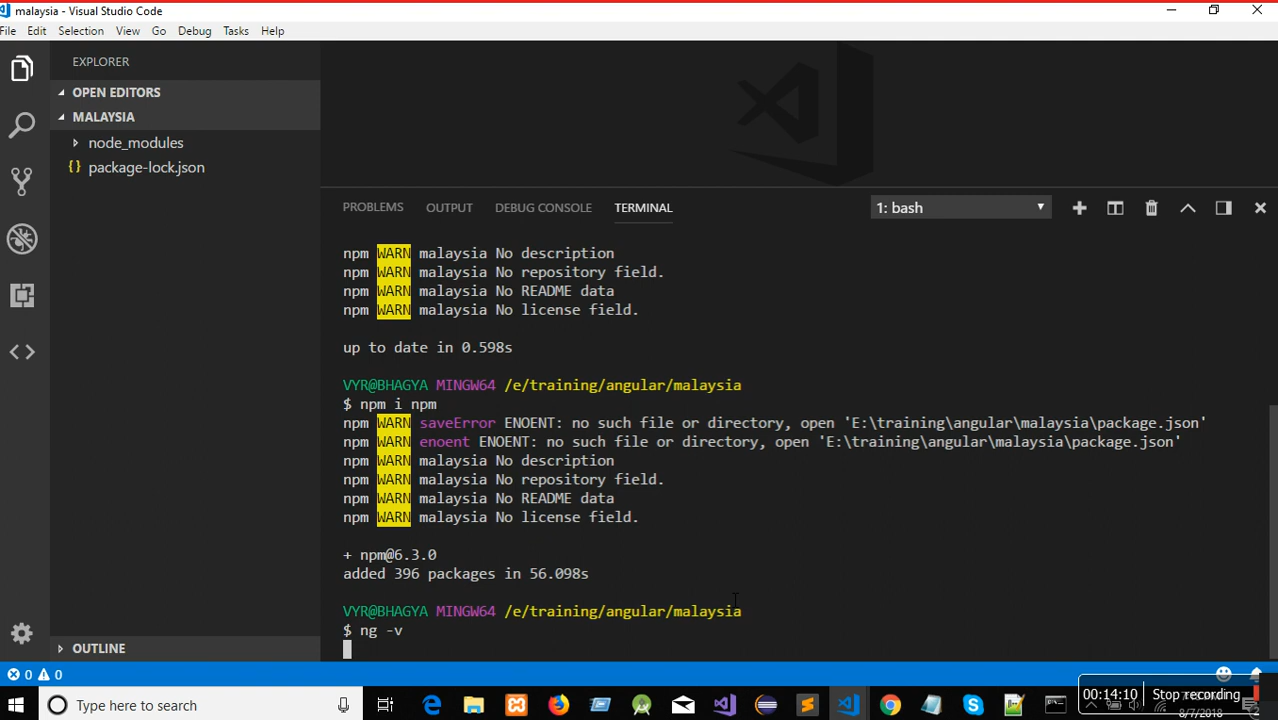 malaysia - Visual Studio Code
File Edit Selection View Go Debug Tasks Help
EXPLORER
OPEN EDITORS
MALAYSIA
node_modules
{} package-lock.json
OUTLINE
PROBLEMS OUTPUT DEBUG CONSOLE TERMINAL 1: bash
npm WARN malaysia No description
npm WARN malaysia No repository field.
npm WARN malaysia No README data
npm WARN malaysia No license field.
up to date in 0.598s
VYR@BHAGYA MINGW64 /e/training/angular/malaysia
$ npm i npm
npm WARN saveError ENOENT: no such file or directory, open 'E:\training\angular\malaysia\package.json'
npm WARN enoent ENOENT: no such file or directory, open 'E:\training\angular\malaysia\package.json'
npm WARN malaysia No description
npm WARN malaysia No repository field.
npm WARN malaysia No README data
npm WARN malaysia No license field.
+ npm@6.3.0
added 396 packages in 56.098s
VYR@BHAGYA MINGW64 /e/training/angular/malaysia
$ ng -v
0 0
Type here to search
00:14:10 Stop recording
8/7/2018